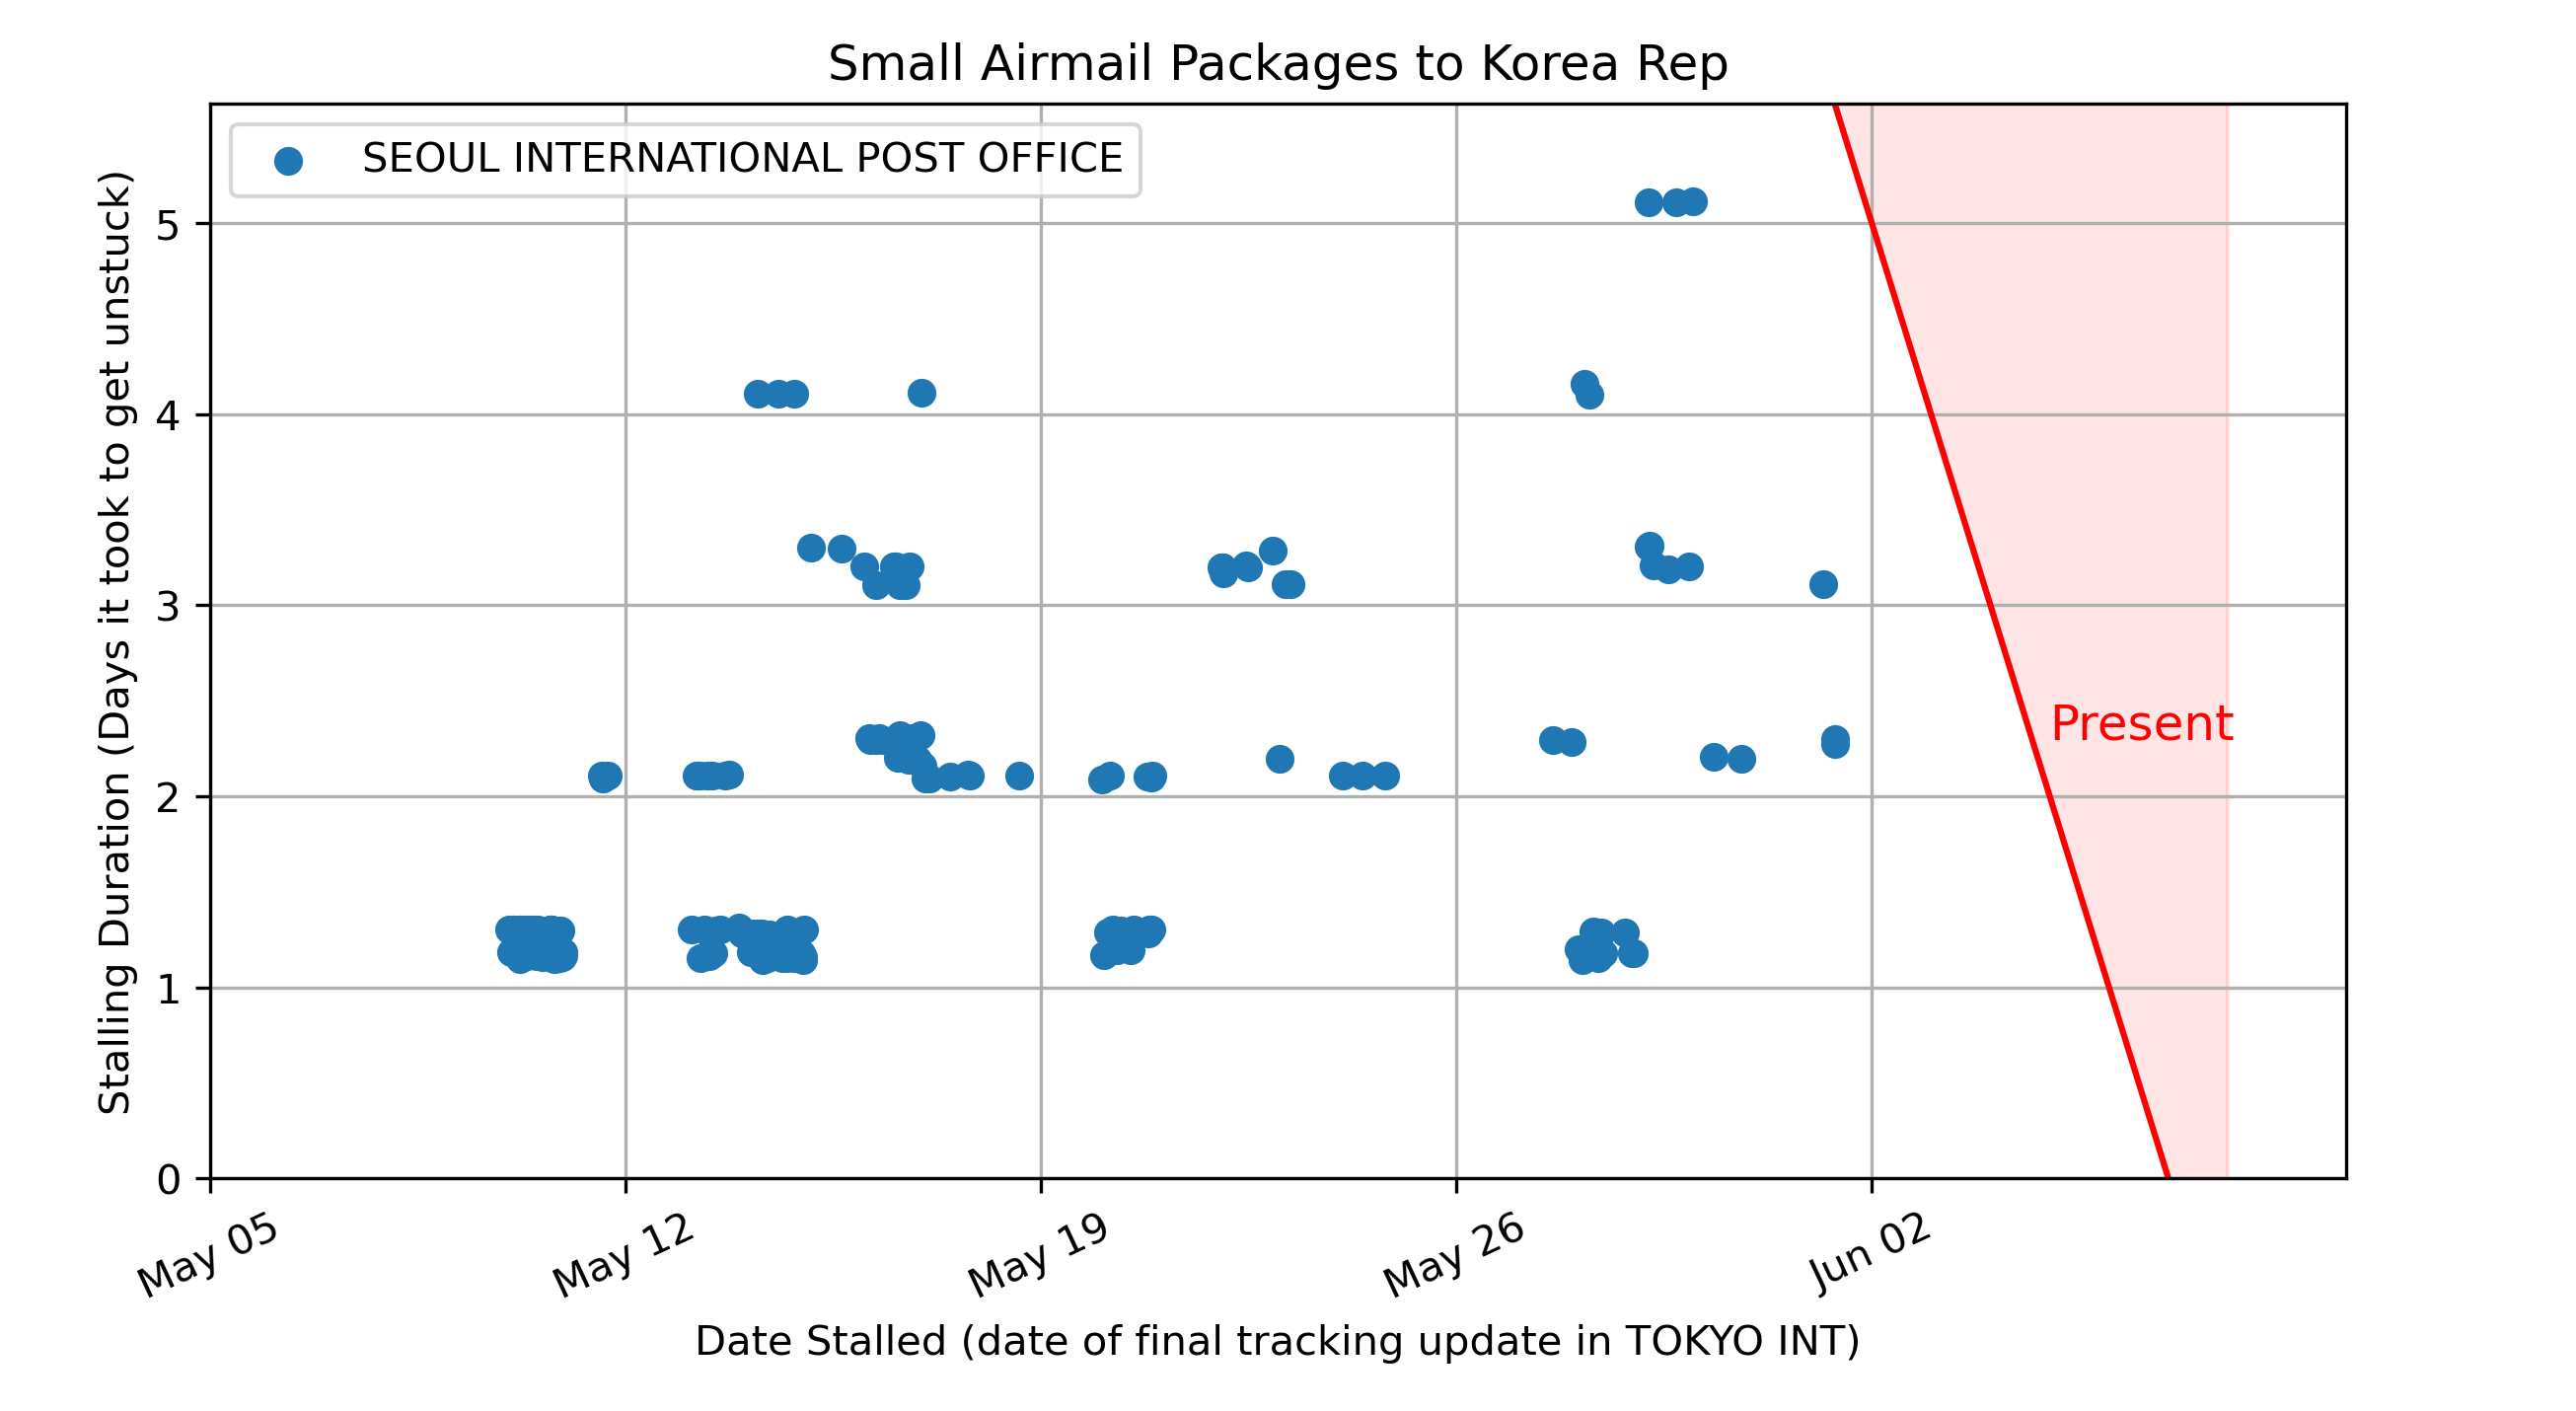 Small Airmail Packages to Korea Rep
SEOUL INTERNATIONAL POST OFFICE
Stalling Duration (Days it took to get unstuck)
5
4
3
2
1
0
Present
May 05
May 12
May 19
May 26
Jun 02
Date Stalled (date of final tracking update in TOKYO INT)